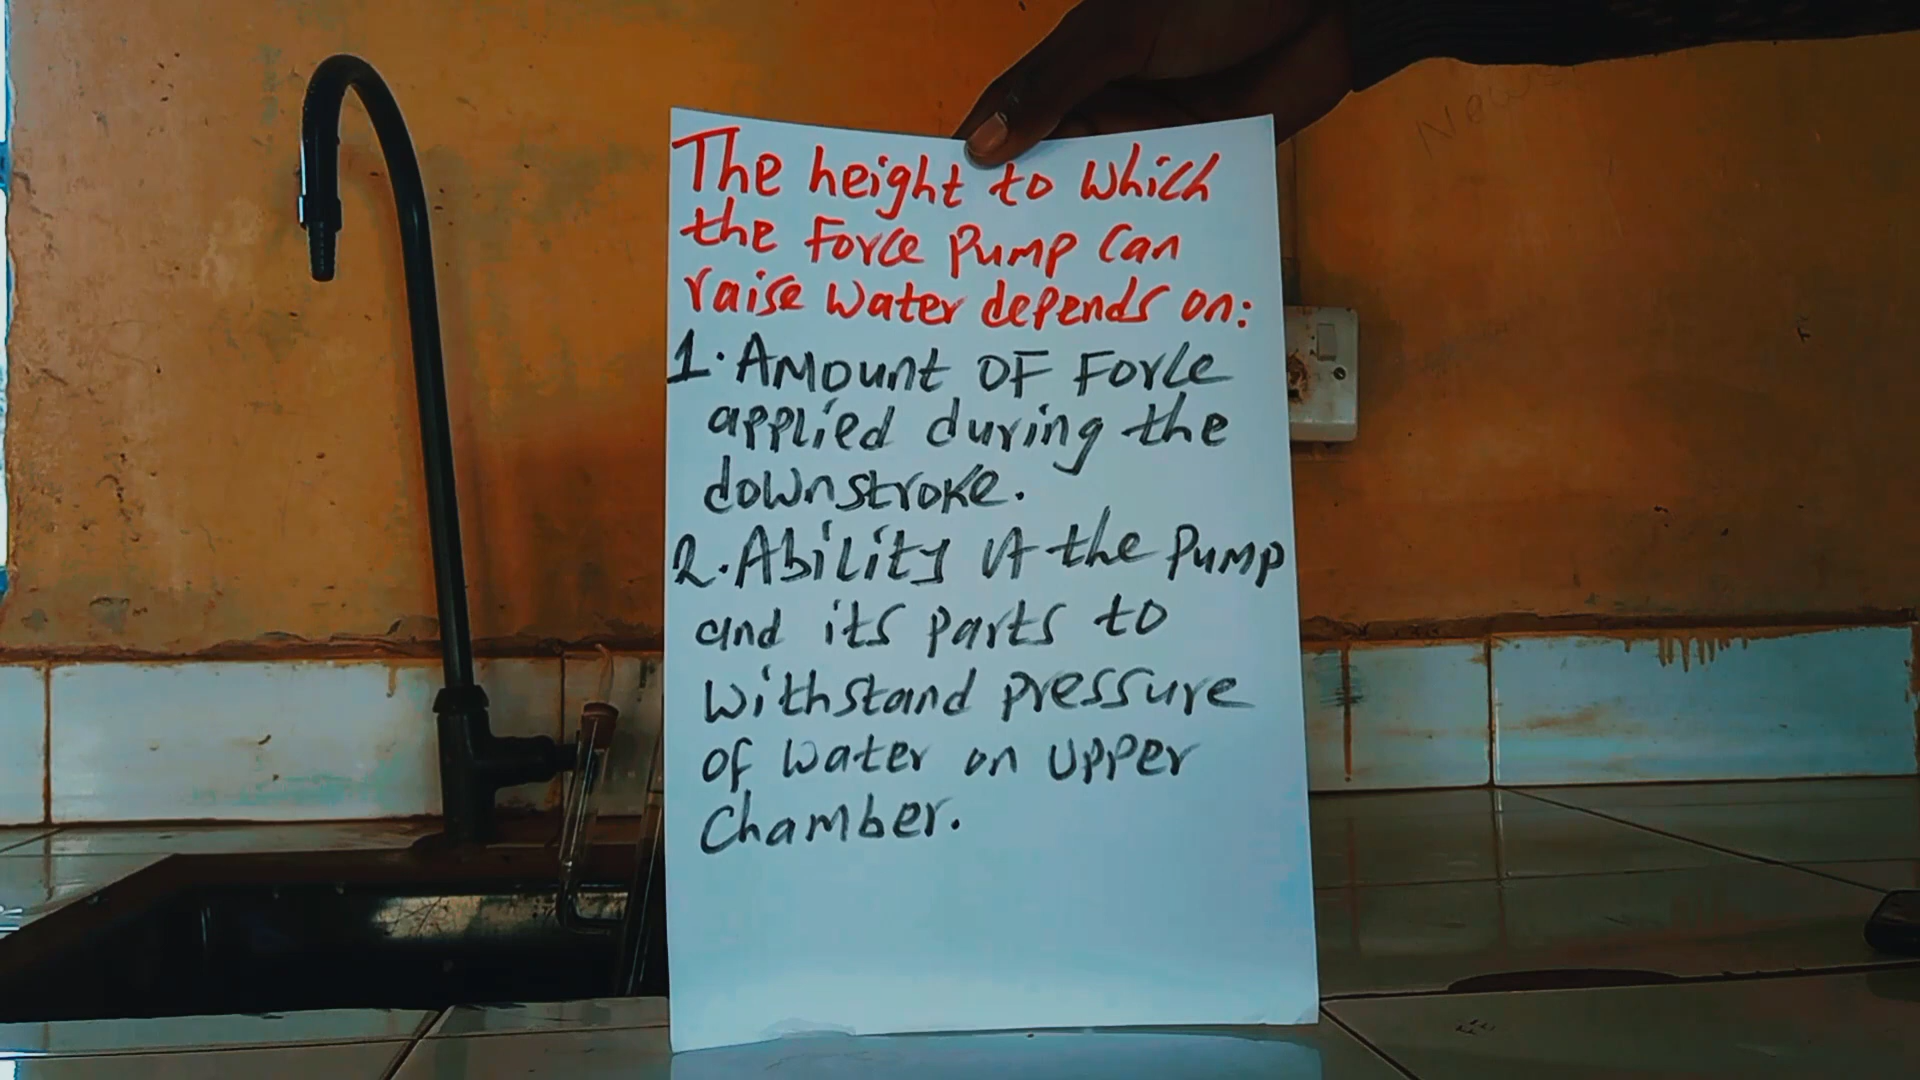 The height to which
the Force Pump Can
raise Water depends on:
1. Amount OF Force
applied during the
downstroke.
2. Ability of the Pump
and its parts to
withstand pressure
of Water on Upper
Chamber.